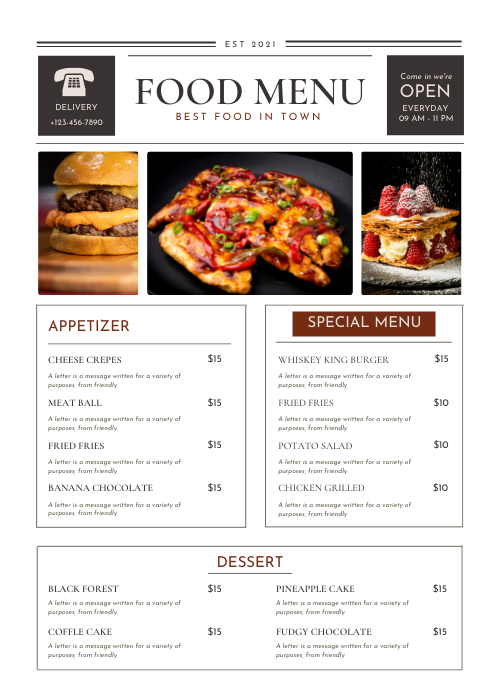 EST 2021
DELIVERY
+123-456-7890
FOOD MENU
BEST FOOD IN TOWN
Come in we're
OPEN
EVERYDAY
09 AM - 11 PM
APPETIZER
CHEESE CREPES $15
A letter is a message written for a variety of
purposes, from friendly
MEAT BALL $15
A letter is a message written for a variety of
purposes, from friendly
FRIED FRIES $15
A letter is a message written for a variety of
purposes, from friendly
BANANA CHOCOLATE $15
A letter is a message written for a variety of
purposes, from friendly
SPECIAL MENU
WHISKEY KING BURGER $15
A letter is a message written for a variety of
purposes, from friendly
FRIED FRIES $10
A letter is a message written for a variety of
purposes, from friendly
POTATO SALAD $10
A letter is a message written for a variety of
purposes, from friendly
CHICKEN GRILLED $10
A letter is a message written for a variety of
purposes, from friendly
DESSERT
BLACK FOREST $15
A letter is a message written for a variety of
purposes, from friendly
COFFLE CAKE $15
A letter is a message written for a variety of
purposes, from friendly
PINEAPPLE CAKE $15
A letter is a message written for a variety of
purposes, from friendly
FUDGY CHOCOLATE $15
A letter is a message written for a variety of
purposes, from friendly